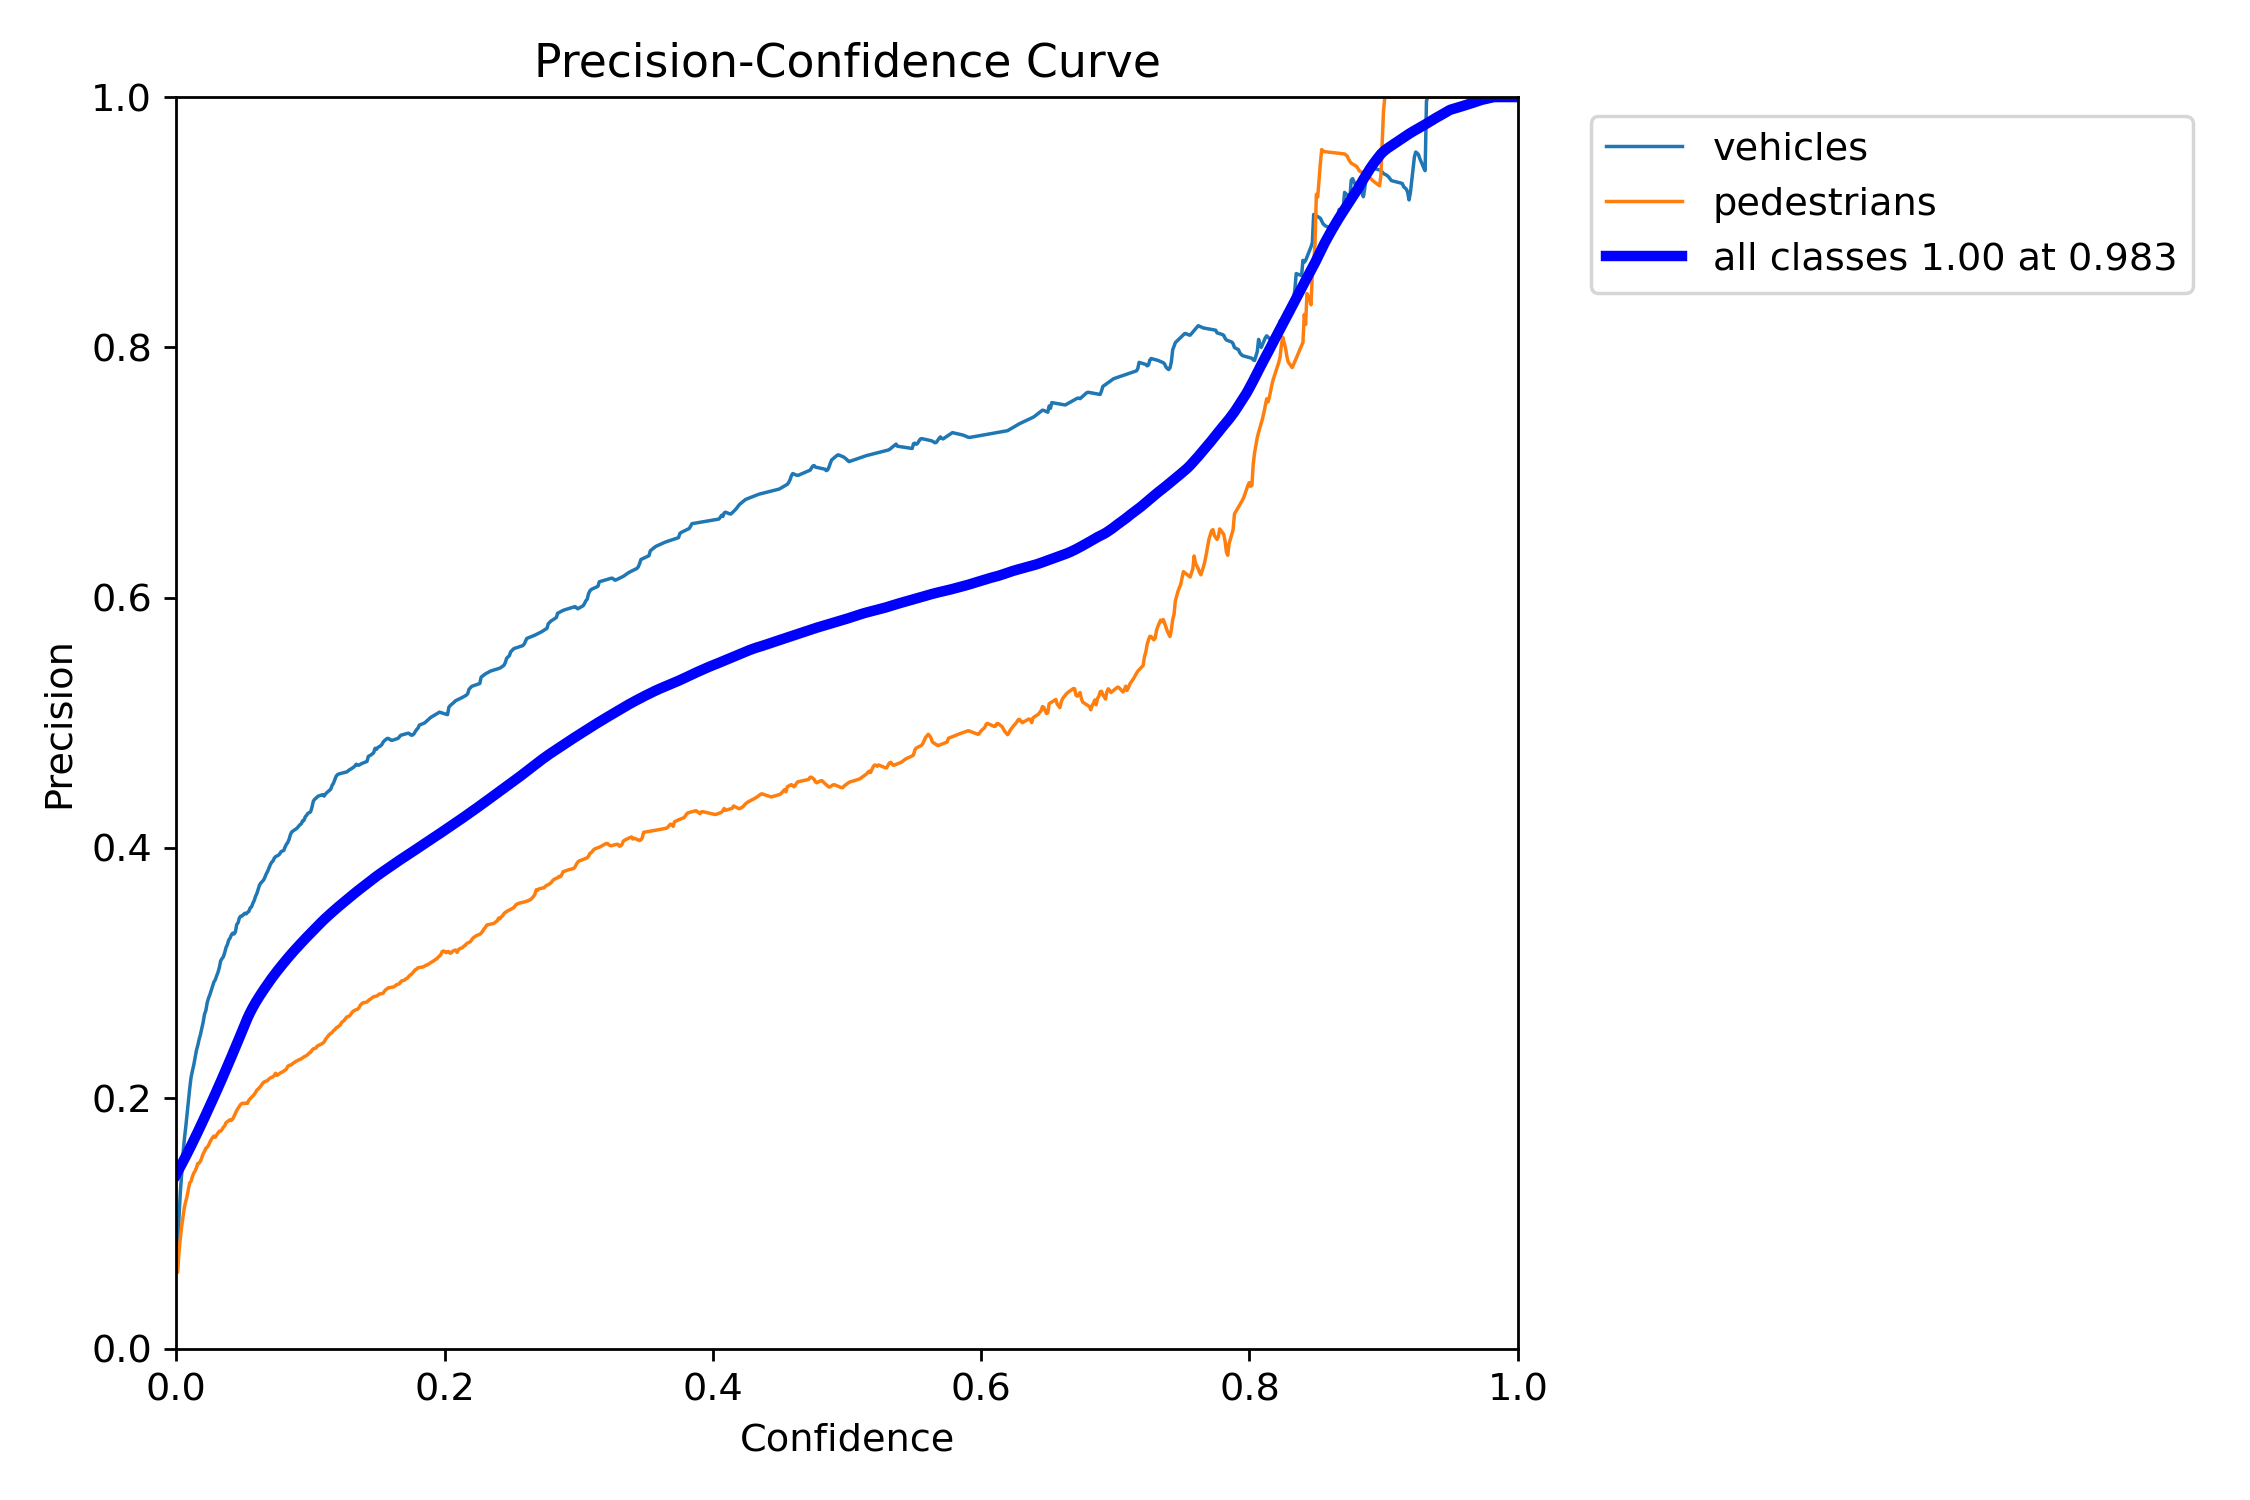 Precision-Confidence Curve
1.0
0.8
0.6
0.4
0.2
0.0
Precision
0.0 0.2 0.4 0.6 0.8 1.0
Confidence
vehicles
pedestrians
all classes 1.00 at 0.983